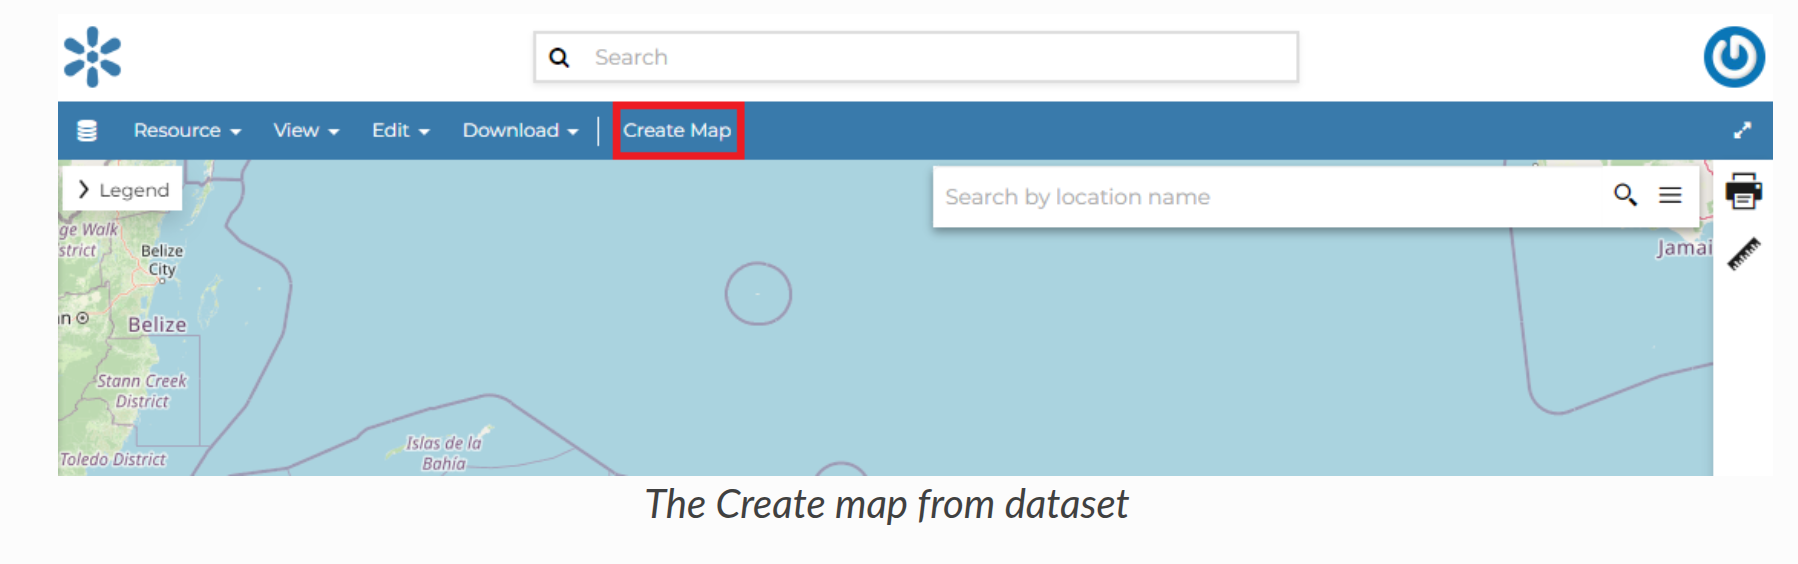 Search
Resource View Edit Download Create Map
Legend
Search by location name
ge Walk
strict
Belize
City
Jamai
n
Belize
Stann Creek
District
Islas de la
Bahía
Toledo District
The Create map from dataset